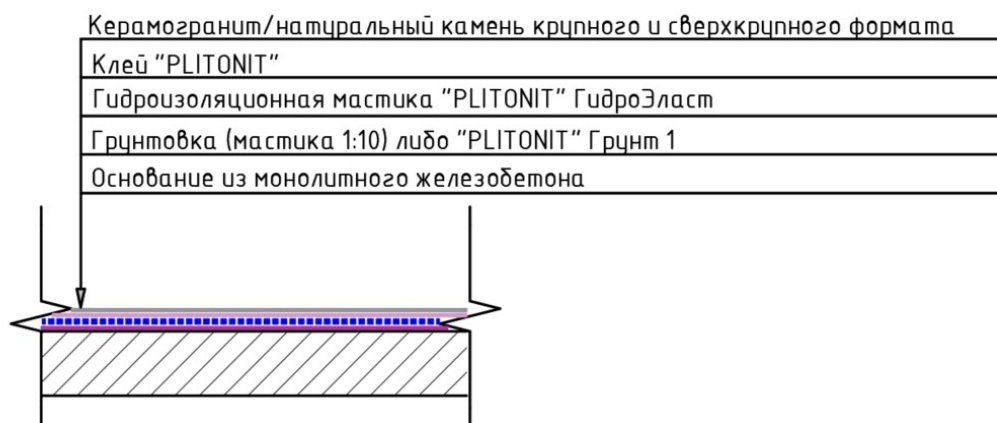 Керамогранит/натуральный камень крупного и сверхкрупного формата
Клей "PLITONIT"
Гидроизоляционная мастика "PLITONIT" ГидроЭласт
Грунтовка (мастика 1:10) либо "PLITONIT" Грунт 1
Основание из монолитного железобетона